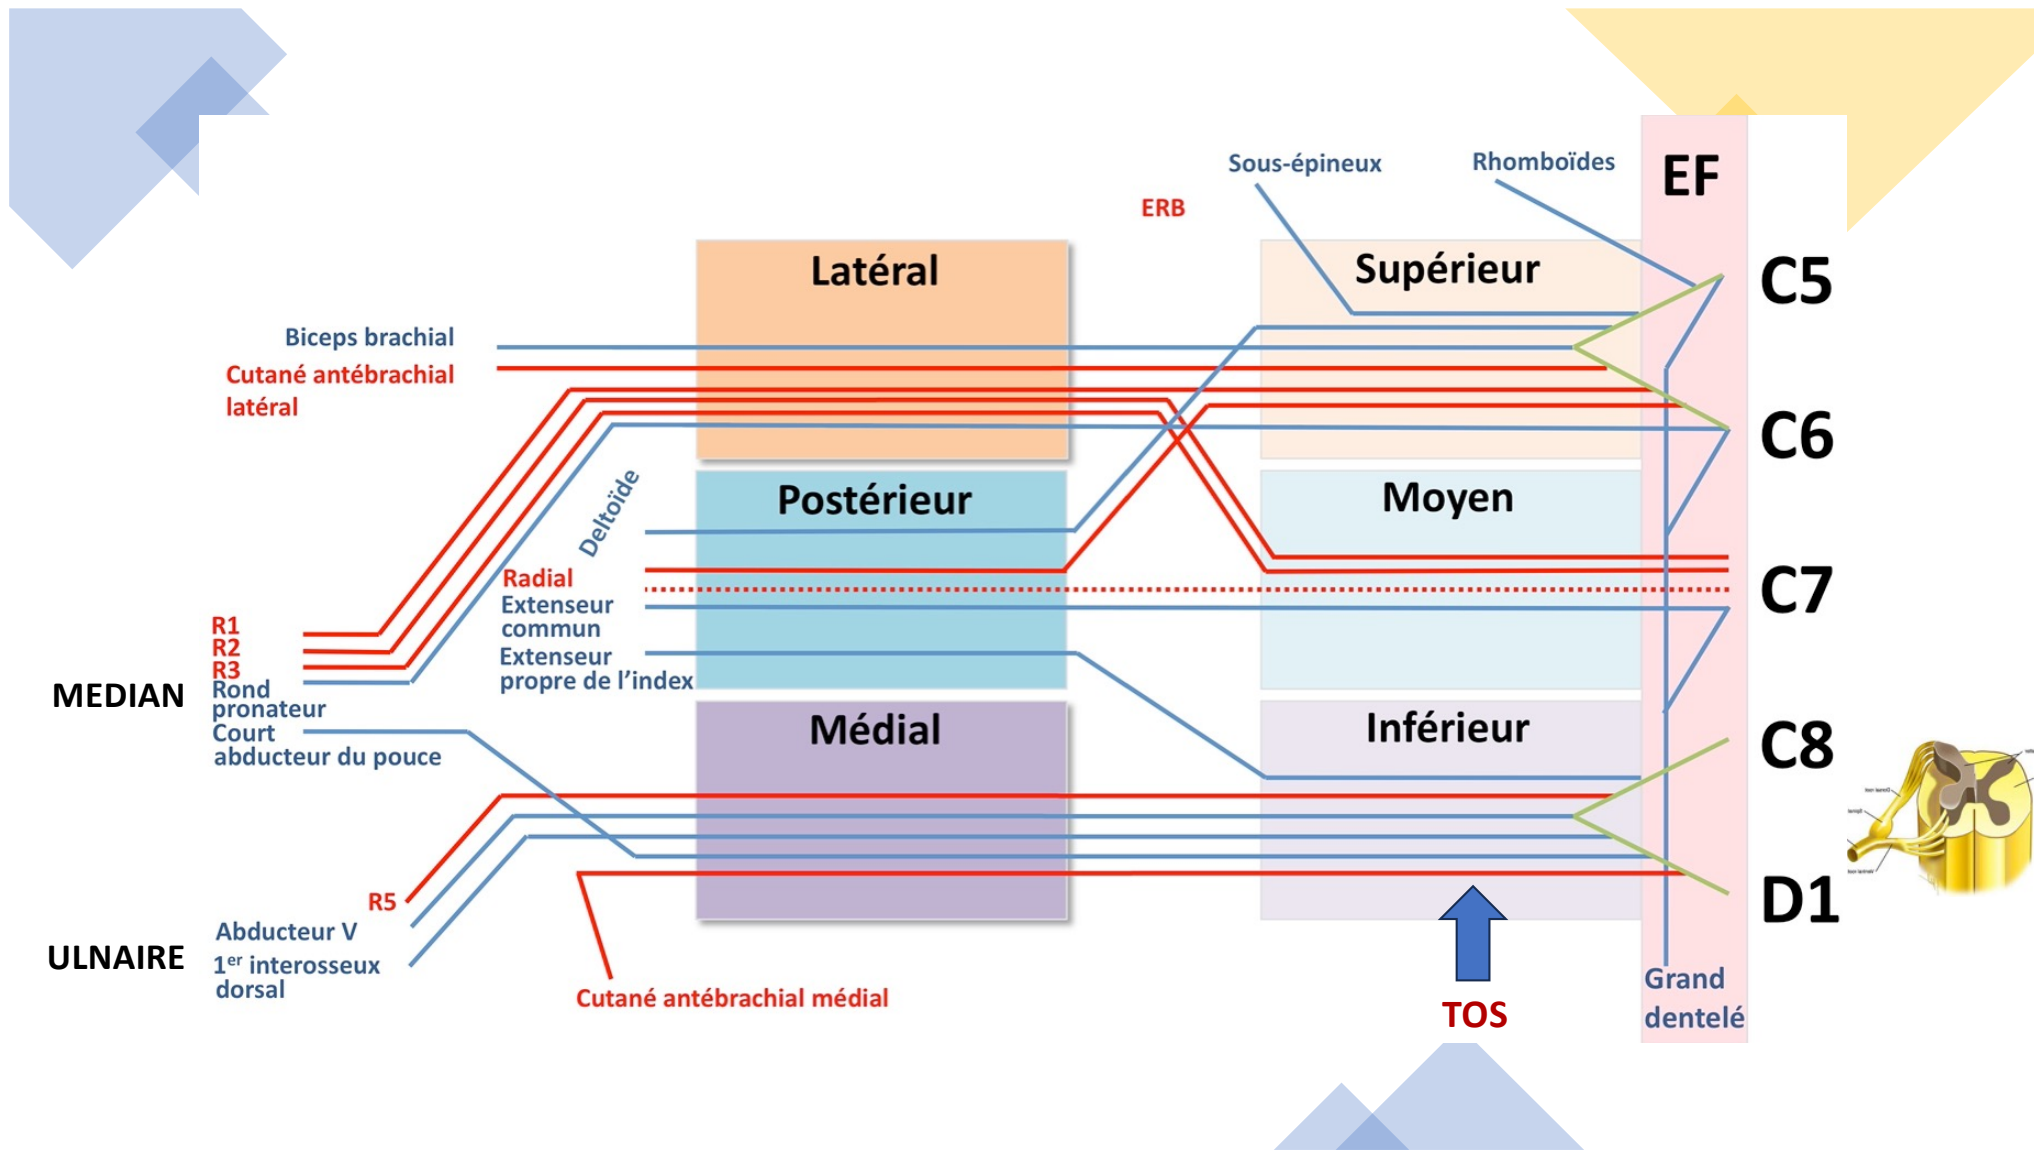 Sous-épineux
Rhomboïdes
EF
ERB
Latéral
Supérieur
C5
Biceps brachial
Cutané antébrachial
latéral
C6
Postérieur
Moyen
Deltoïde
Radial
C7
Extenseur
commun
Extenseur
propre de l’index
R1
R2
R3
Rond
pronateur
MEDIAN
Court
abducteur du pouce
Médial
Inférieur
C8
D1
R5
Abducteur V
ULNAIRE
1er interosseux
dorsal
Cutané antébrachial médial
TOS
Grand
dentelé